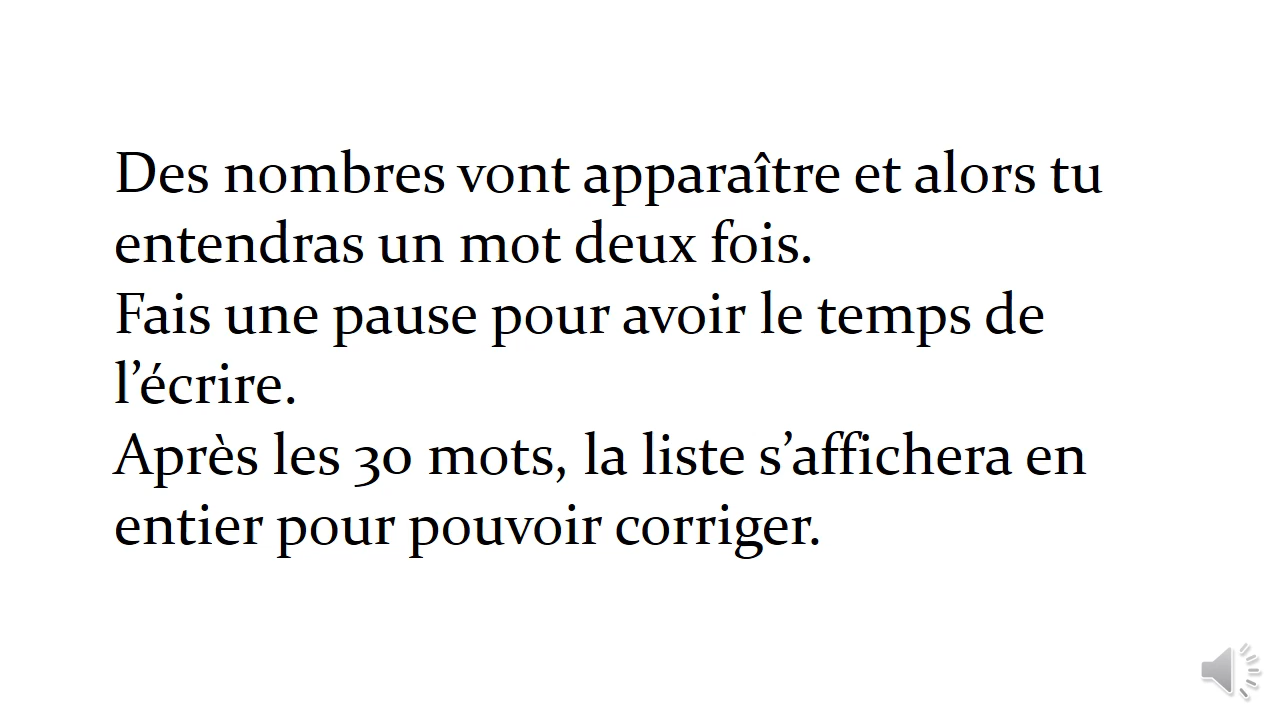 Des nombres vont apparaître et alors tu
entendras un mot deux fois.
Fais une pause pour avoir le temps de
l’écrire.
Après les 30 mots, la liste s’affichera en
entier pour pouvoir corriger.